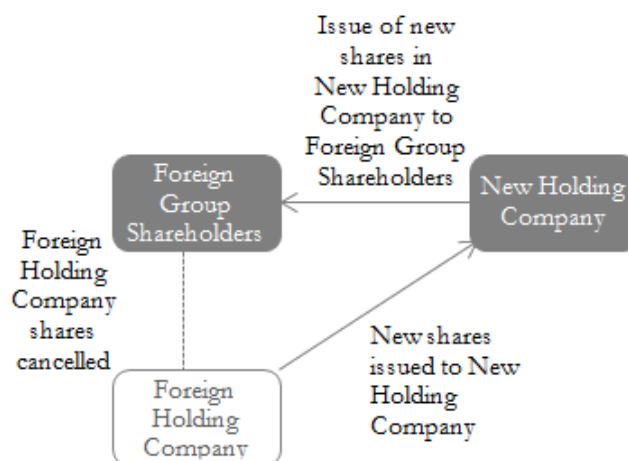 Issue of new
shares in
New Holding
Company to
Foreign Group
Shareholders
Foreign
Group
Shareholders
New Holding
Company
Foreign
Holding
Company
shares
cancelled
New shares
issued to New
Holding
Company
Foreign
Holding
Company